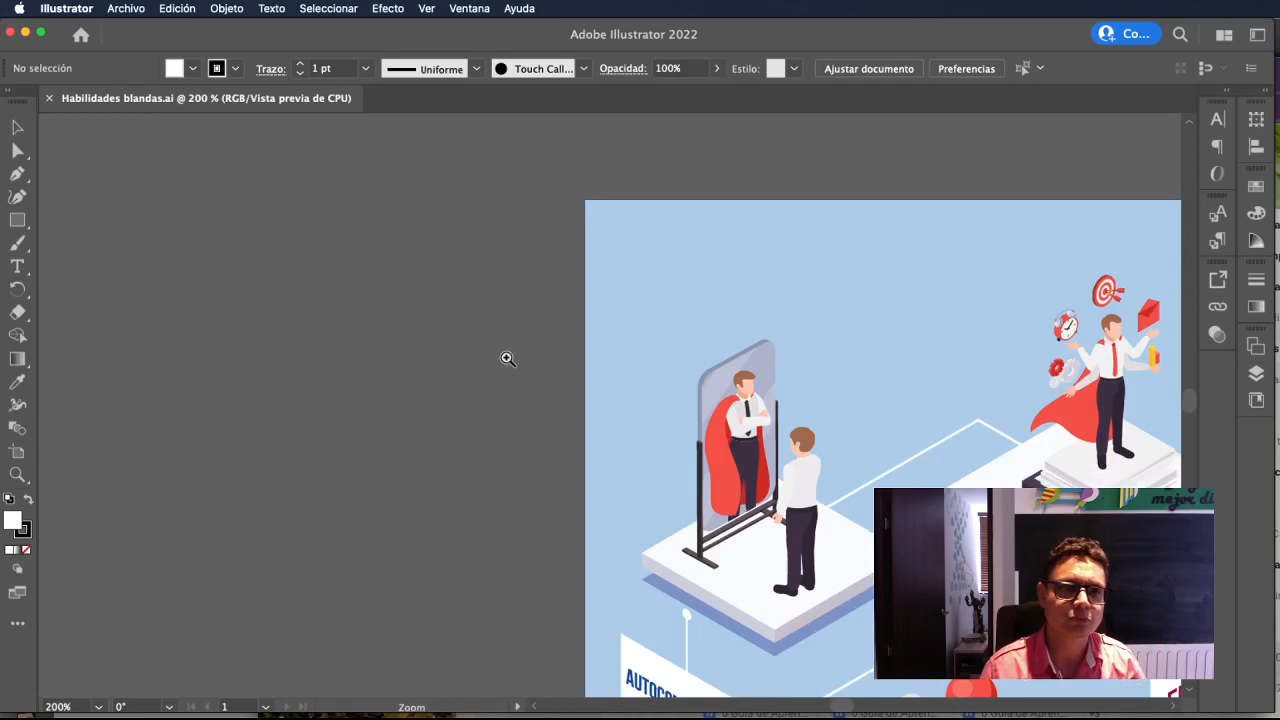 Illustrator Archivo Edición Objeto Texto Seleccionar Efecto Ver Ventana Ayuda
Adobe Illustrator 2022
Co...
No selección
Trazo:
1 pt
Uniforme
Touch Call...
Opacidad:
100%
Estilo:
Ajustar documento
Preferencias
Habilidades blandas.ai @ 200 % (RGB/Vista previa de CPU)
mejor di
AUTOCO
200%
0°
1
Zoom